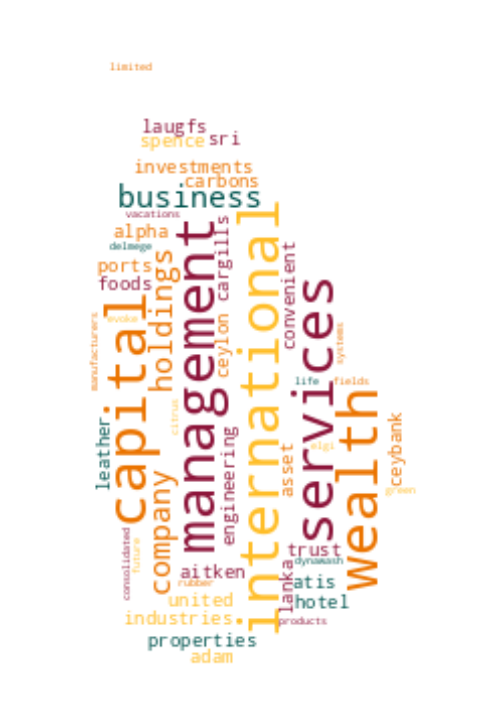 limited
laugfs
spence
sri
investments
carbons
business
vacations
alpha
delmege
ports
foods
holdings
management
cargills
international
convenient
services
capital
evoke
manufacturers
ceylon
systems
life
fields
wealth
citrus
leather
engineering
asset
elgi
ceybank
green
company
consolidated
future
trust
dynawash
aitken
rubber
lanka
atis
united
hotel
industries
products
properties
adam